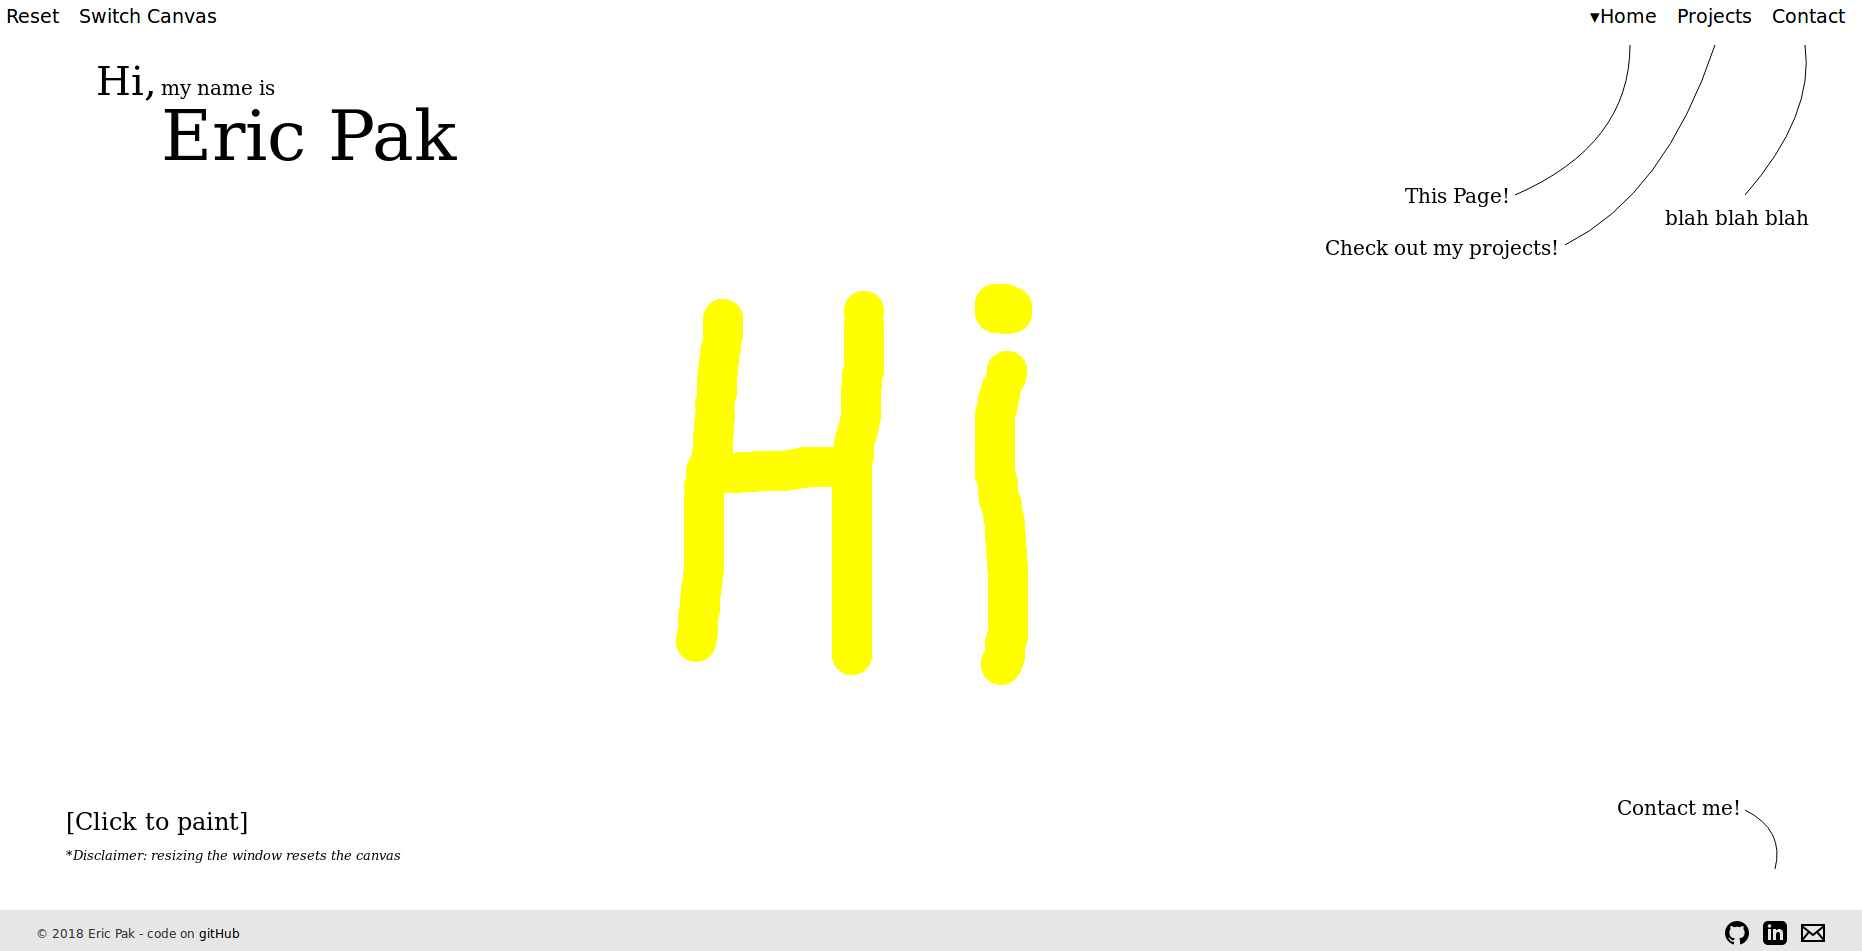 Reset Switch Canvas
▾Home Projects Contact
Hi, my name is
Eric Pak
This Page!
blah blah blah
Check out my projects!
Hi
[Click to paint]
*Disclaimer: resizing the window resets the canvas
Contact me!
© 2018 Eric Pak - code on gitHub
in